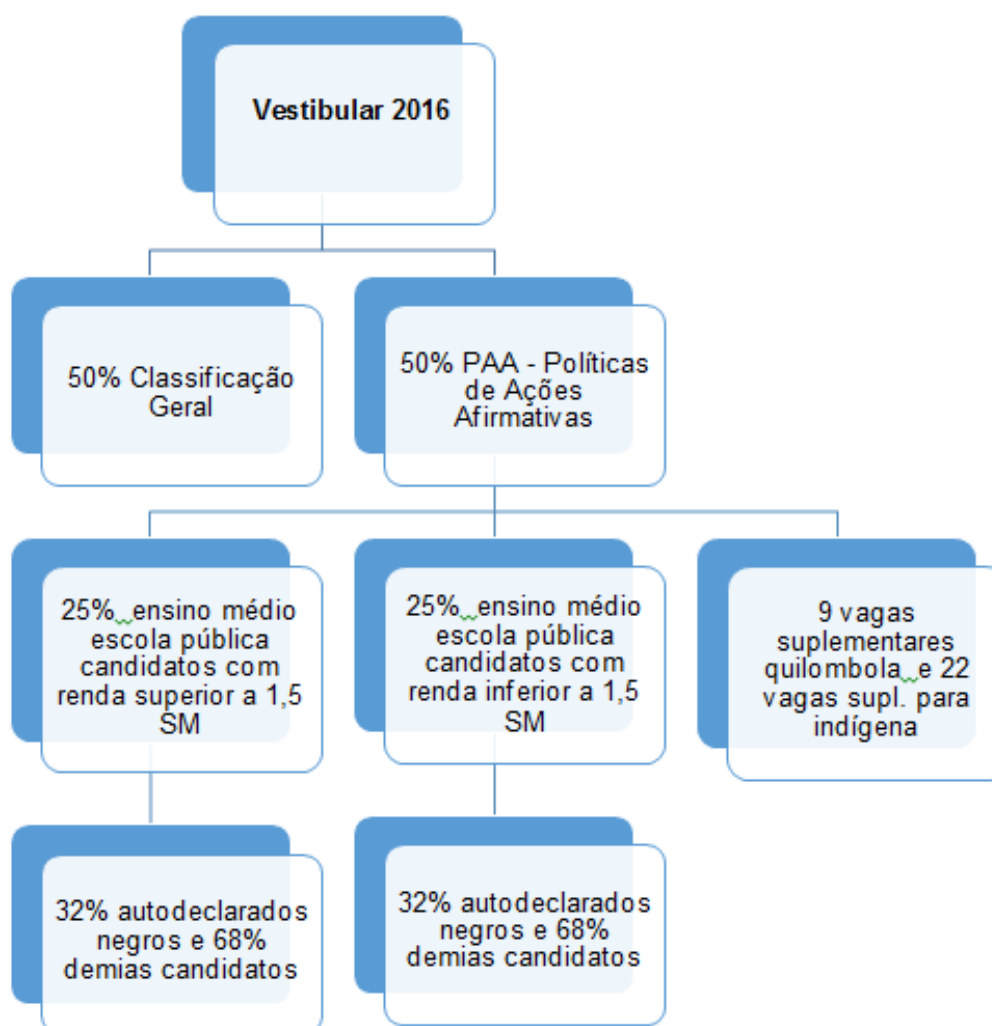 Vestibular 2016
50% Classificação
Geral
50% PAA - Políticas
de Ações
Afirmativas
25% ensino médio
escola pública
candidatos com
renda superior a 1,5
SM
25% ensino médio
escola pública
candidatos com
renda inferior a 1,5
SM
9 vagas
suplementares
quilombola e 22
vagas supl. para
indígena
32% autodeclarados
negros e 68%
demias candidatos
32% autodeclarados
negros e 68%
demias candidatos